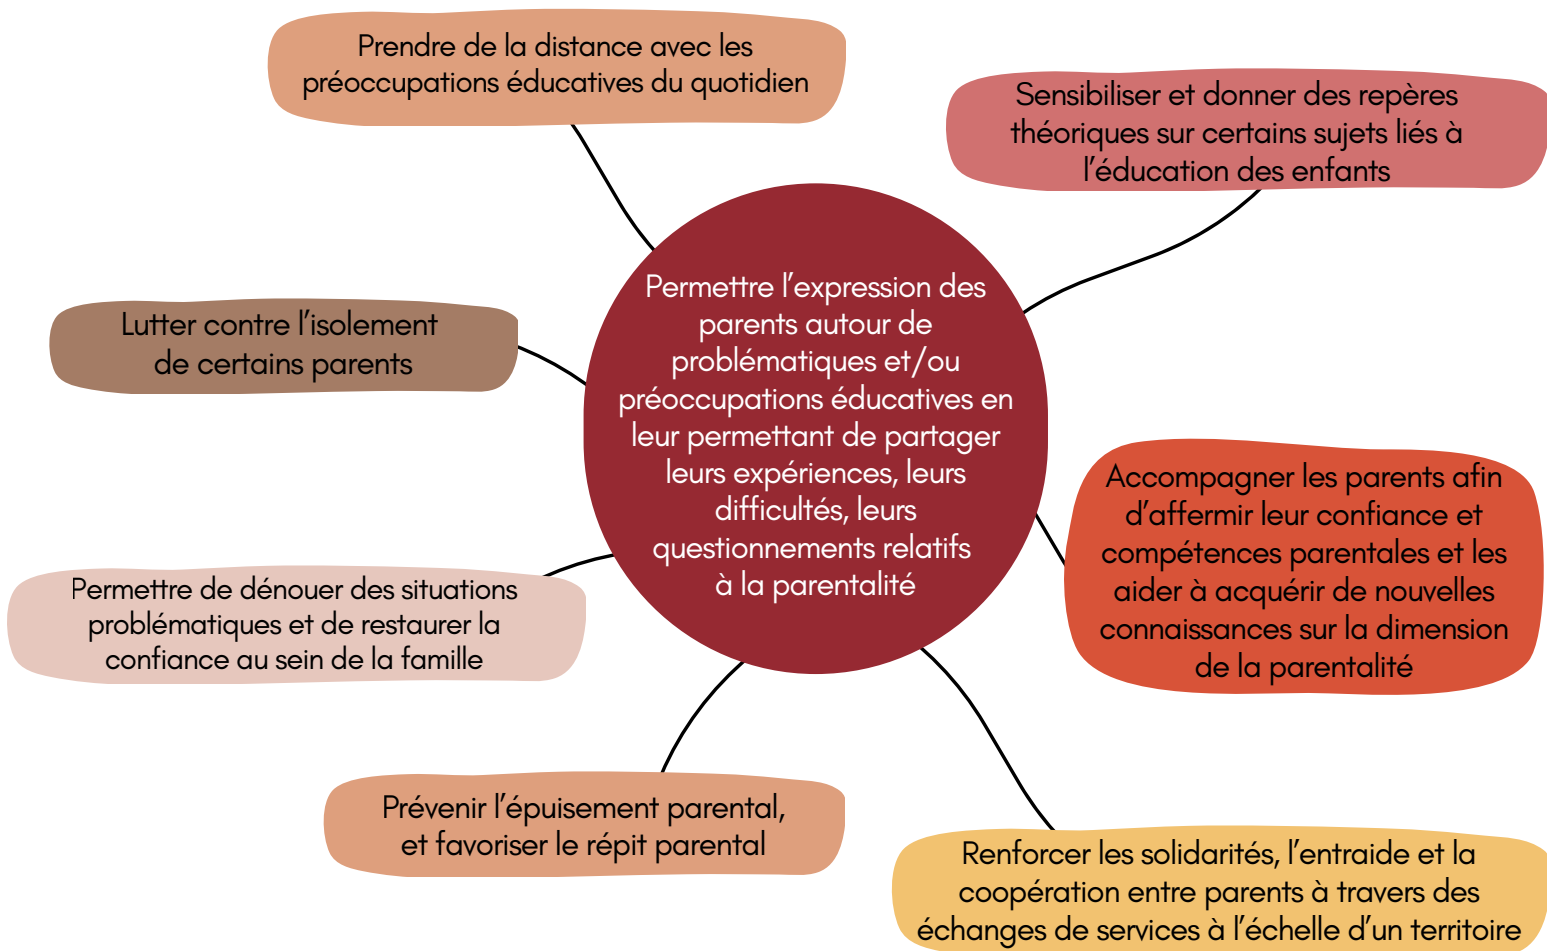 Prendre de la distance avec les
préoccupations éducatives du quotidien
Sensibiliser et donner des repères
théoriques sur certains sujets liés à
l'éducation des enfants
Permettre l'expression des
parents autour de
problématiques et/ou
préoccupations éducatives en
leur permettant de partager
leurs expériences, leurs
difficultés, leurs
questionnements relatifs
à la parentalité
Lutter contre l'isolement
de certains parents
Accompagner les parents afin
d'affermir leur confiance et
compétences parentales et les
aider à acquérir de nouvelles
connaissances sur la dimension
de la parentalité
Permettre de dénouer des situations
problématiques et de restaurer la
confiance au sein de la famille
Prévenir l'épuisement parental,
et favoriser le répit parental
Renforcer les solidarités, l'entraide et la
coopération entre parents à travers des
échanges de services à l'échelle d'un territoire